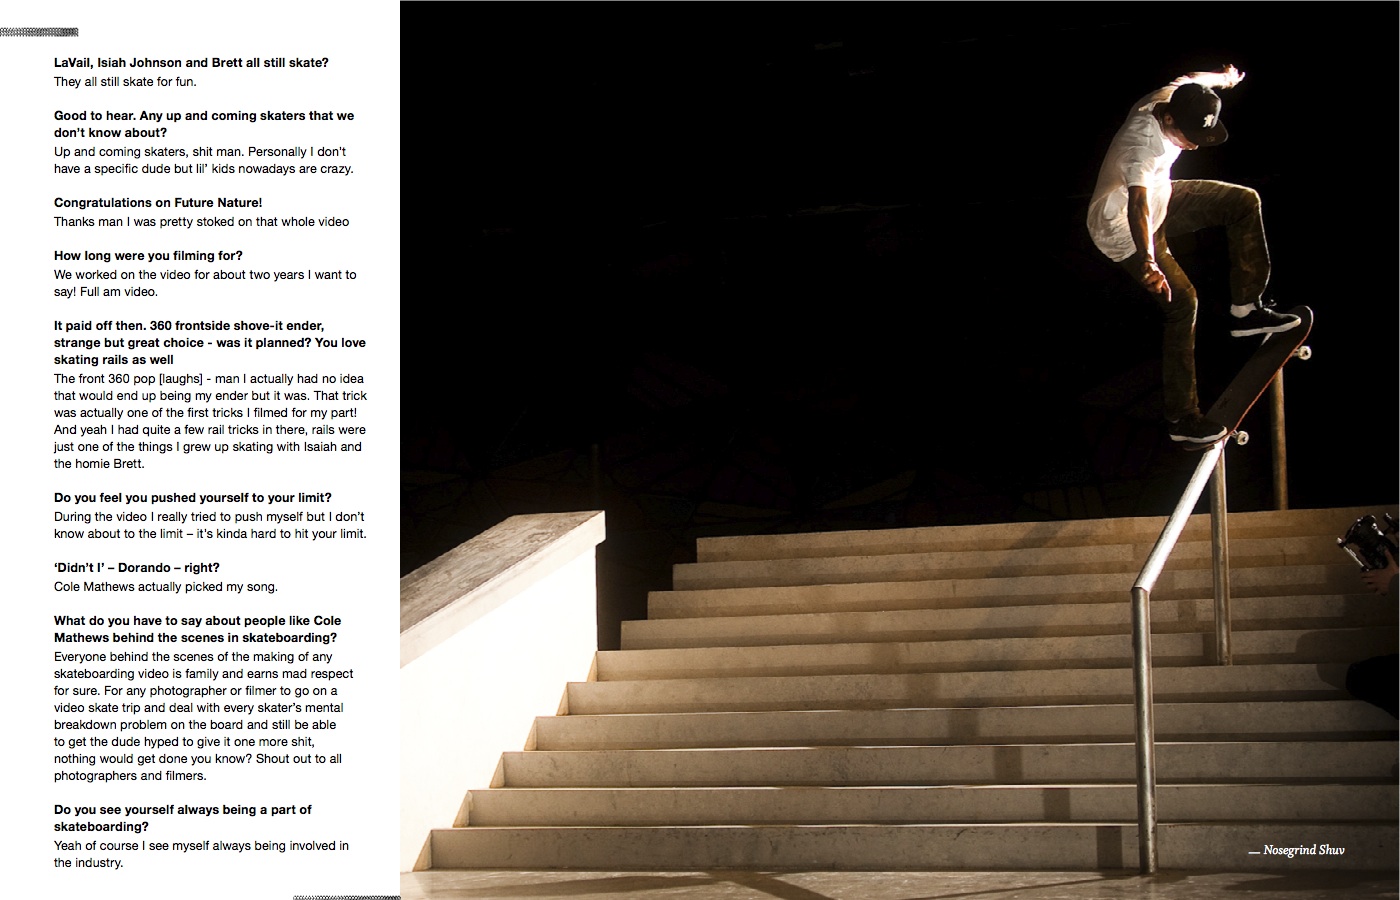 LaVail, Isiah Johnson and Brett all still skate?
They all still skate for fun.
Good to hear. Any up and coming skaters that we
don't know about?
Up and coming skaters, shit man. Personally I don't
have a specific dude but lil' kids nowadays are crazy.
Congratulations on Future Nature!
Thanks man I was pretty stoked on that whole video
How long were you filming for?
We worked on the video for about two years I want to
say! Full am video.
It paid off then. 360 frontside shove-it ender,
strange but great choice - was it planned? You love
skating rails as well
The front 360 pop [laughs] - man I actually had no idea
that would end up being my ender but it was. That trick
was actually one of the first tricks I filmed for my part!
And yeah I had quite a few rail tricks in there, rails were
just one of the things I grew up skating with Isaiah and
the homie Brett.
Do you feel you pushed yourself to your limit?
During the video I really tried to push myself but I don't
know about to the limit – it's kinda hard to hit your limit.
‘Didn't I’ – Dorando – right?
Cole Mathews actually picked my song.
What do you have to say about people like Cole
Mathews behind the scenes in skateboarding?
Everyone behind the scenes of the making of any
skateboarding video is family and earns mad respect
for sure. For any photographer or filmer to go on a
video skate trip and deal with every skater's mental
breakdown problem on the board and still be able
to get the dude hyped to give it one more shit,
nothing would get done you know? Shout out to all
photographers and filmers.
Do you see yourself always being a part of
skateboarding?
Yeah of course I see myself always being involved in
the industry.
— Nosegrind Shuv